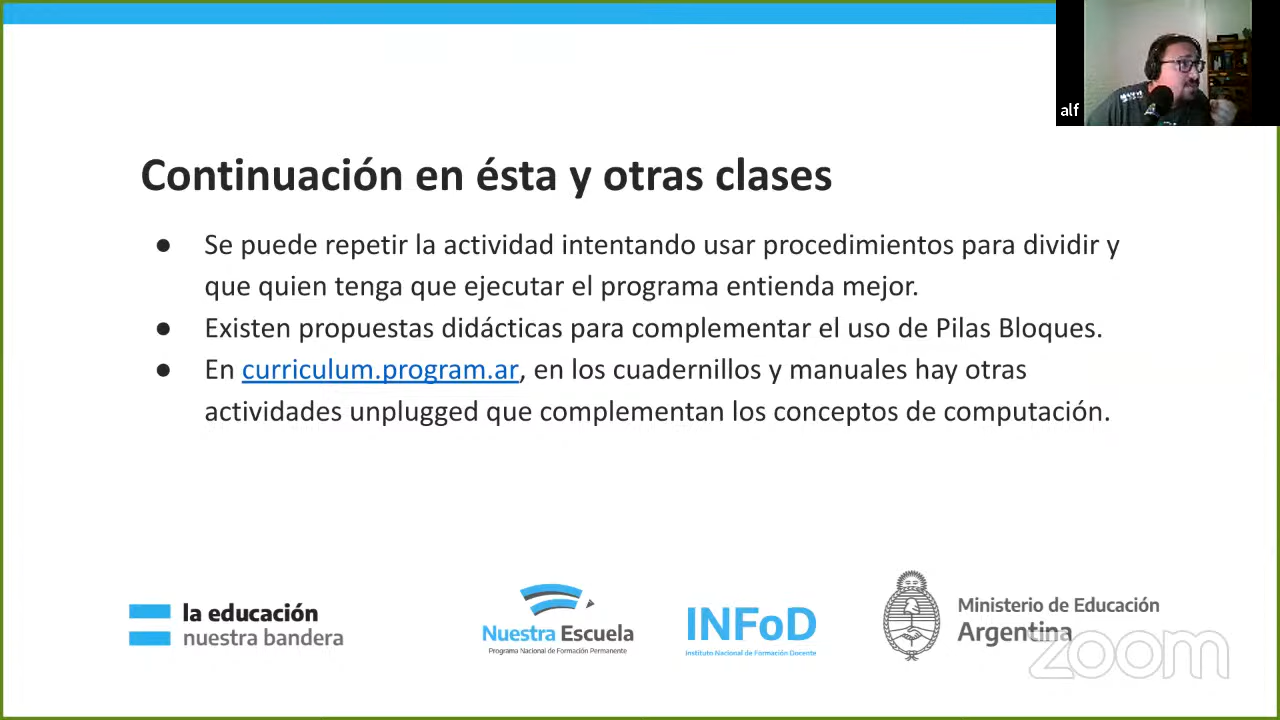 alf
Continuación en ésta y otras clases
● Se puede repetir la actividad intentando usar procedimientos para dividir y
que quien tenga que ejecutar el programa entienda mejor.
● Existen propuestas didácticas para complementar el uso de Pilas Bloques.
● En curriculum.program.ar, en los cuadernillos y manuales hay otras
actividades unplugged que complementan los conceptos de computación.
la educación
nuestra bandera
Nuestra Escuela
Programa Nacional de Formación Permanente
INFoD
Instituto Nacional de Formación Docente
Ministerio de Educación
Argentina
zoom